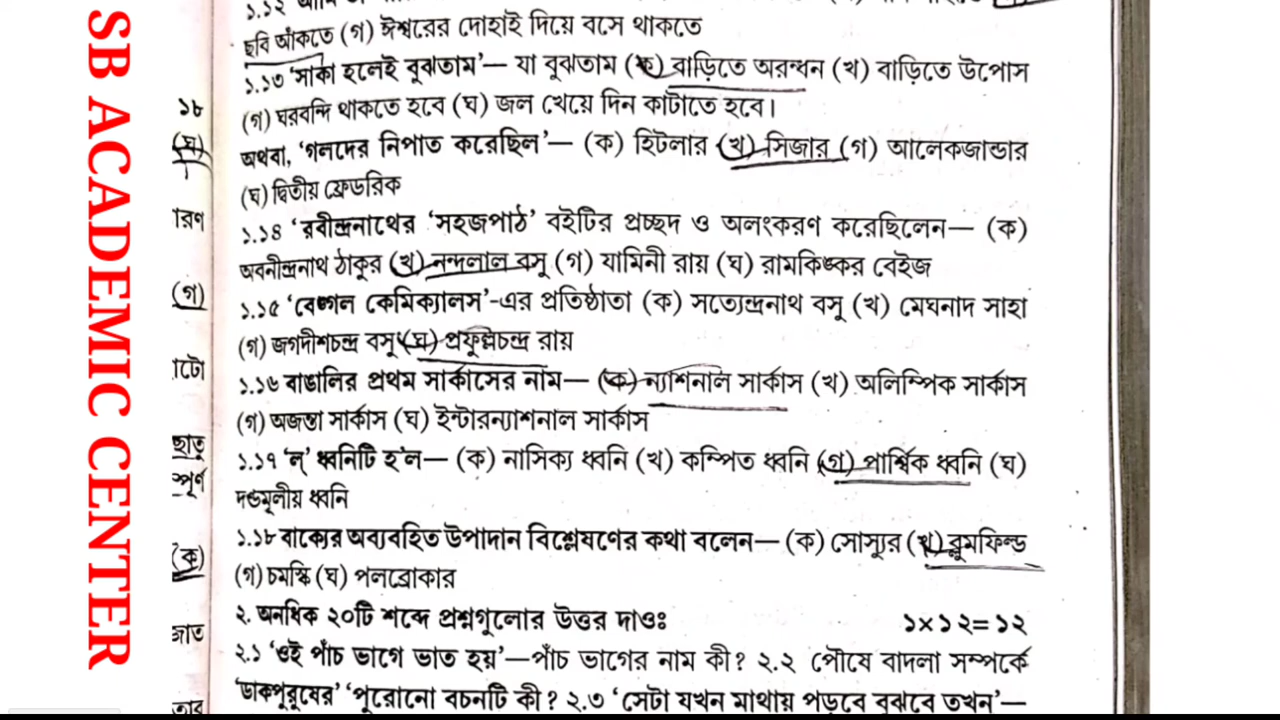 SB ACADEMIC CENTER
১৮
(ঘ)
ারণ
(গ)
াটো
ছাতু
ম্পূর্ণ
(ক)
জাত
১.১২
ছবি আঁকতে (গ) ঈশ্বরের দোহাই দিয়ে বসে থাকতে
১.১৩ 'সাকা হলেই বুঝতাম'— যা বুঝতাম (ক) বাড়িতে অরন্ধন (খ) বাড়িতে উপোস
(গ) ঘরবন্দি থাকতে হবে (ঘ) জল খেয়ে দিন কাটাতে হবে।
অথবা, 'গলদের নিপাত করেছিল'— (ক) হিটলার (খ) সিজার (গ) আলেকজান্ডার
(ঘ) দ্বিতীয় ফ্রেডরিক
১.১৪ 'রবীন্দ্রনাথের 'সহজপাঠ' বইটির প্রচ্ছদ ও অলংকরণ করেছিলেন— (ক)
অবনীন্দ্রনাথ ঠাকুর (খ) নন্দলাল বসু (গ) যামিনী রায় (ঘ) রামকিঙ্কর বেইজ
১.১৫ 'বেঙ্গল কেমিক্যালস'-এর প্রতিষ্ঠাতা (ক) সত্যেন্দ্রনাথ বসু (খ) মেঘনাদ সাহা
(গ) জগদীশচন্দ্র বসু (ঘ) প্রফুল্লচন্দ্র রায়
১.১৬ বাঙালির প্রথম সার্কাসের নাম— (ক) ন্যাশনাল সার্কাস (খ) অলিম্পিক সার্কাস
(গ) অজন্তা সার্কাস (ঘ) ইন্টারন্যাশনাল সার্কাস
১.১৭ 'ল্' ধ্বনিটি হ'ল— (ক) নাসিক্য ধ্বনি (খ) কম্পিত ধ্বনি (গ) পার্শ্বিক ধ্বনি (ঘ)
দন্তমূলীয় ধ্বনি
১.১৮ বাক্যের অব্যবহিত উপাদান বিশ্লেষণের কথা বলেন— (ক) সোস্যুর (খ) ব্লুমফিল্ড
(গ) চমস্কি (ঘ) পলব্রোকার
২. অনধিক ২০টি শব্দে প্রশ্নগুলোর উত্তর দাওঃ ১×১২=১২
২.১ 'ওই পাঁচ ভাগে ভাত হয়'—পাঁচ ভাগের নাম কী? ২.২ পৌষে বাদলা সম্পর্কে
'ডাকপুরুষের' 'পুরোনো বচনটি কী? ২.৩ 'সেটা যখন মাথায় পড়বে বুঝবে তখন'—